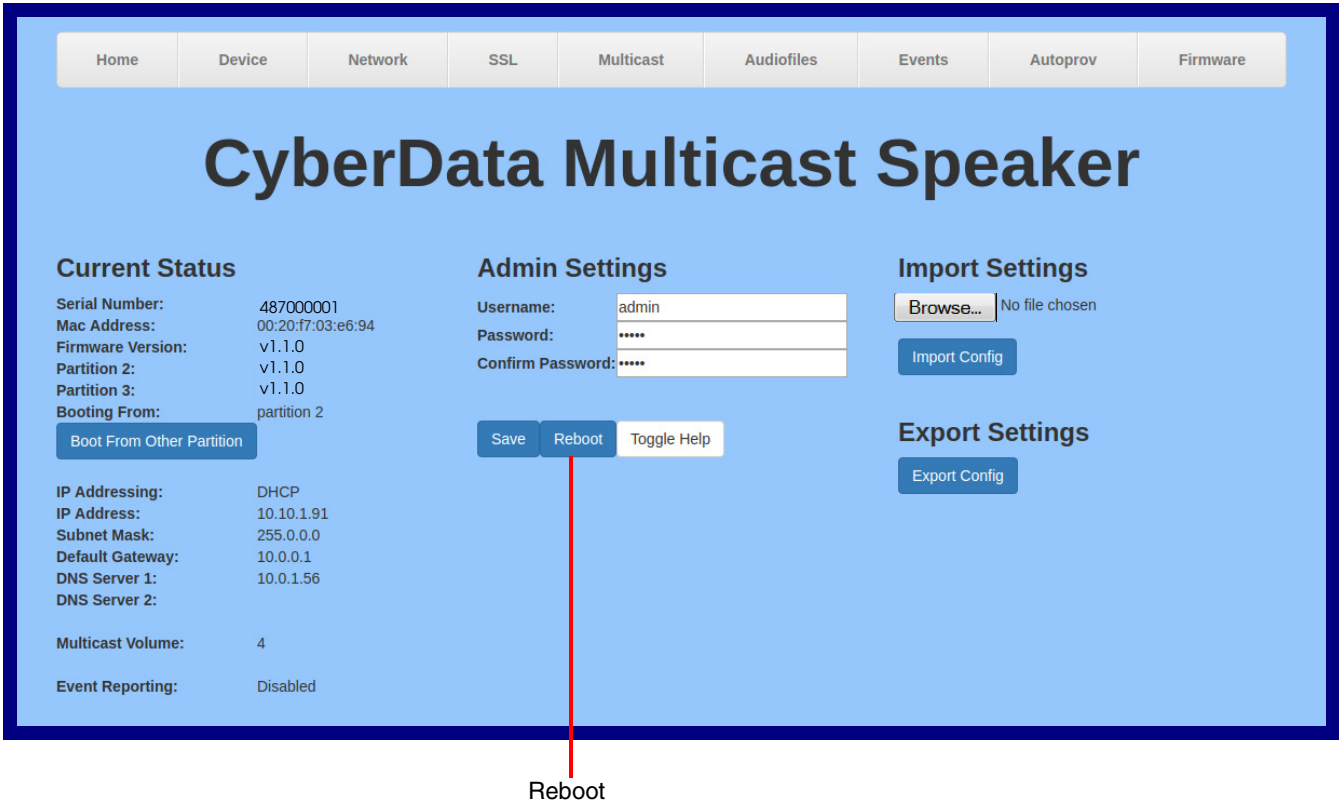 Home Device Network SSL Multicast Audiofiles Events Autoprov Firmware
CyberData Multicast Speaker
Current Status
Serial Number: 487000001
Mac Address: 00:20:f7:03:e6:94
Firmware Version: v1.1.0
Partition 2: v1.1.0
Partition 3: v1.1.0
Booting From: partition 2
Boot From Other Partition
IP Addressing: DHCP
IP Address: 10.10.1.91
Subnet Mask: 255.0.0.0
Default Gateway: 10.0.0.1
DNS Server 1: 10.0.1.56
DNS Server 2:
Multicast Volume: 4
Event Reporting: Disabled
Admin Settings
Username: admin
Password: •••••
Confirm Password: •••••
Save Reboot Toggle Help
Import Settings
Browse... No file chosen
Import Config
Export Settings
Export Config
Reboot